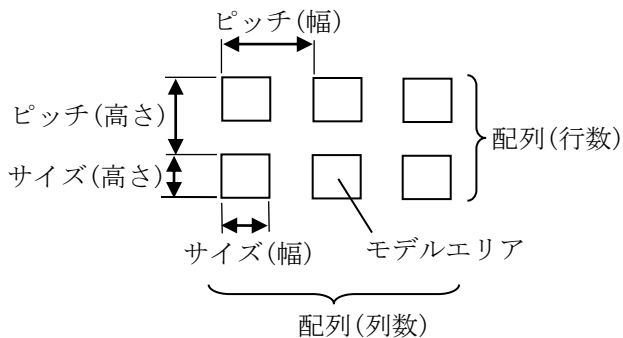 ピッチ(幅)
ピッチ(高さ)
配列(行数)
サイズ(高さ)
サイズ(幅)
モデルエリア
配列(列数)